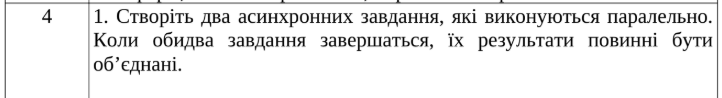 4 1. Створіть два асинхронних завдання, які виконуються паралельно.
Коли обидва завдання завершаться, їх результати повинні бути
об’єднані.